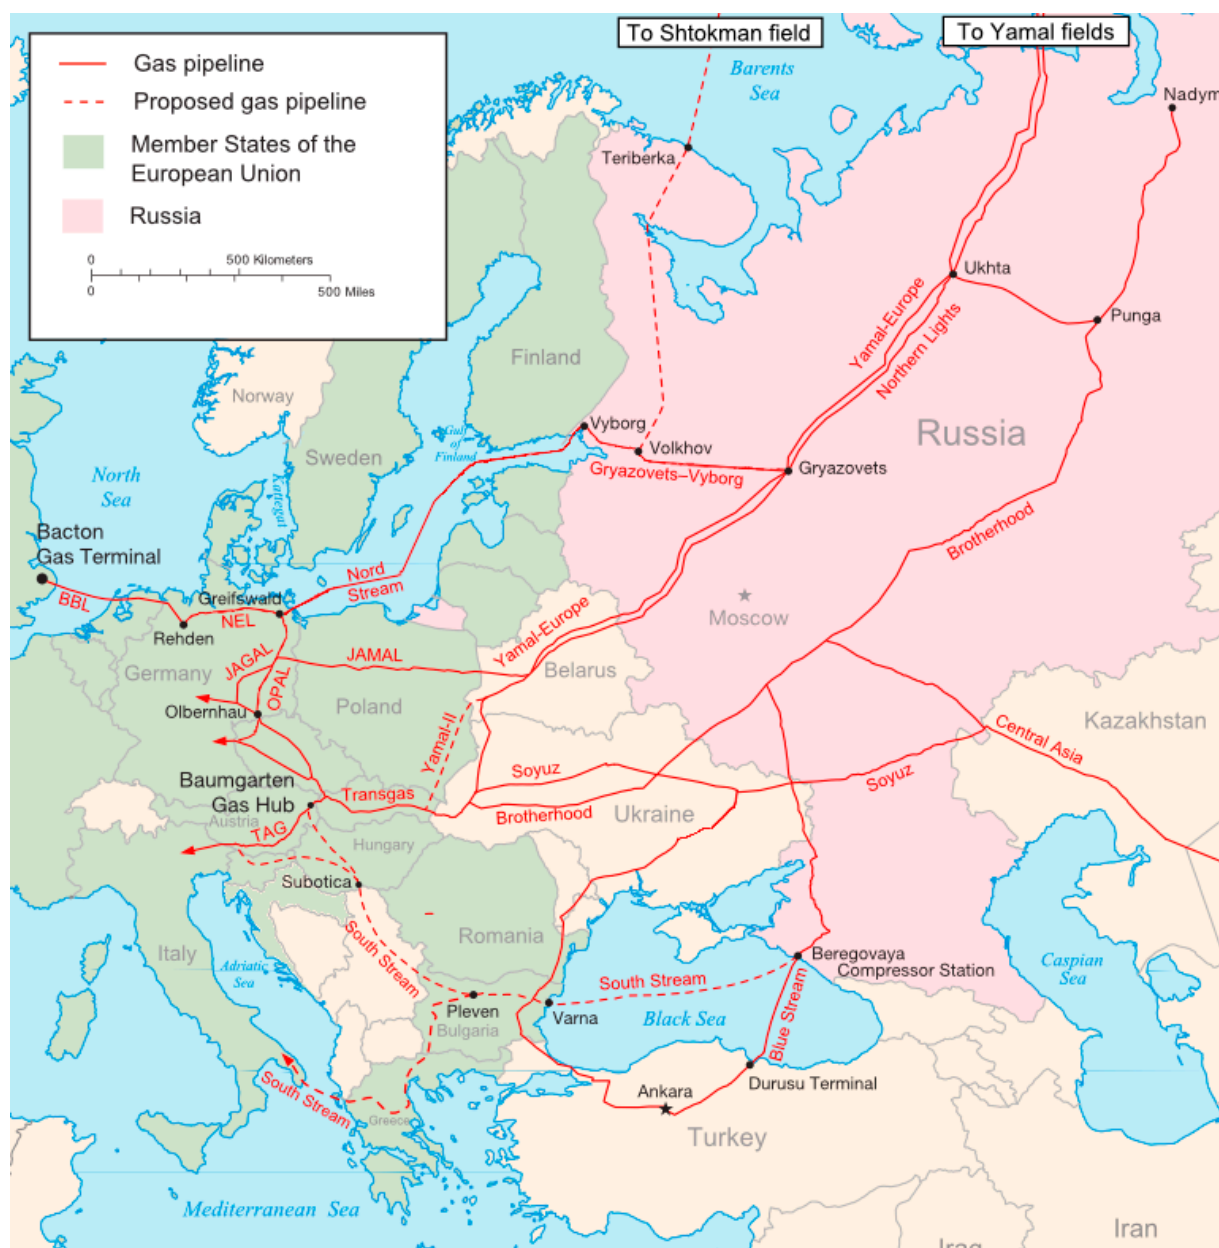 To Shtokman field
To Yamal fields
Gas pipeline
Proposed gas pipeline
Member States of the
European Union
Russia
0
500 Kilometers
0
500 Miles
Barents
Sea
Nadym
Teriberka
Ukhta
Punga
Yamal-Europe
Northern Lights
Finland
Norway
Sweden
Gulf
of
Finland
Vyborg
Volkhov
Gryazovets–Vyborg
Gryazovets
Russia
North
Sea
Kattegat
Bacton
Gas Terminal
Brotherhood
BBL
Greifswald
NEL
Rehden
Nord
Stream
Moscow
JAGAL
Germany
OPAL
JAMAL
Yamal-Europe
Belarus
Olbernhau
Poland
Yamal-II
Kazakhstan
Central Asia
Baumgarten
Gas Hub
Austria
TAG
Transgas
Soyuz
Brotherhood
Ukraine
Soyuz
Hungary
Subotica
Romania
Italy
Adriatic
Sea
South Stream
Pleven
Bulgaria
Varna
South Stream
Black Sea
Beregovaya
Compressor Station
Blue Stream
Caspian
Sea
Durusu Terminal
Ankara
Turkey
South Stream
Greece
Mediterranean Sea
Iran
Iraq